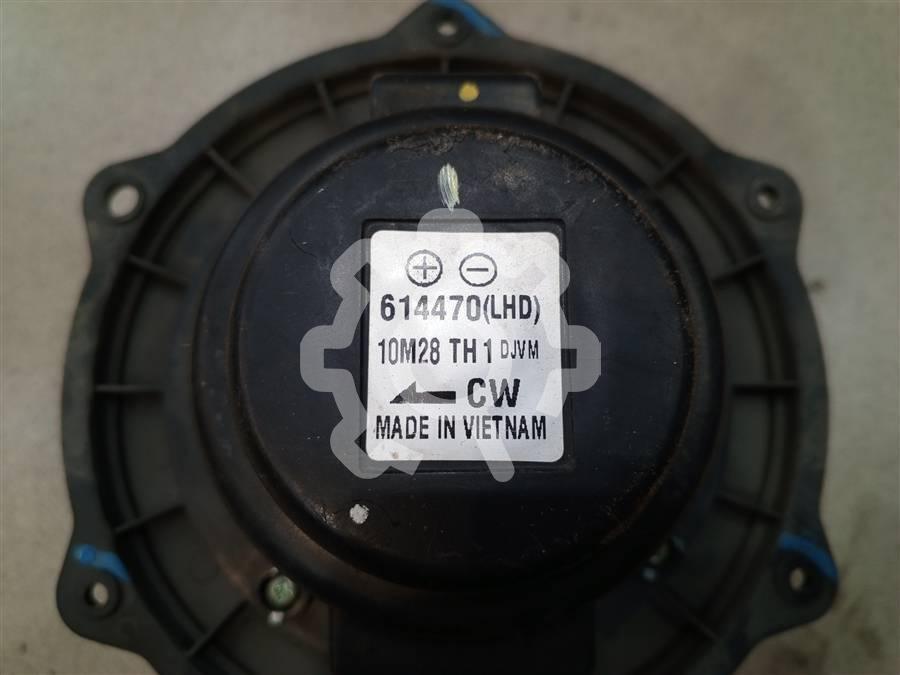 ⊕ ⊖
614470(LHD)
10M28 TH 1 DJVM
CW
MADE IN VIETNAM